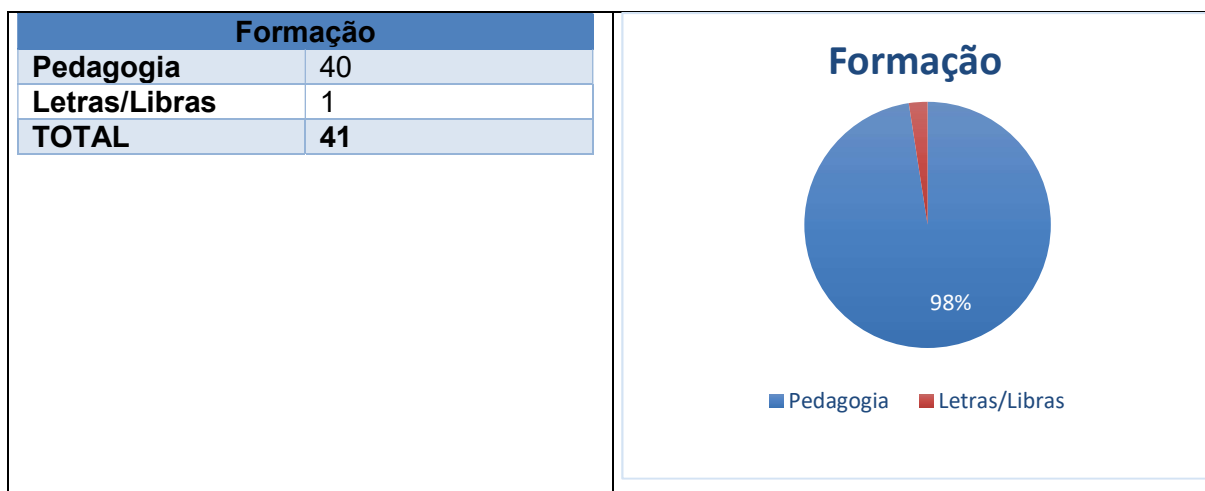 Formação
Pedagogia 40
Letras/Libras 1
TOTAL 41
Formação
98%
Pedagogia Letras/Libras